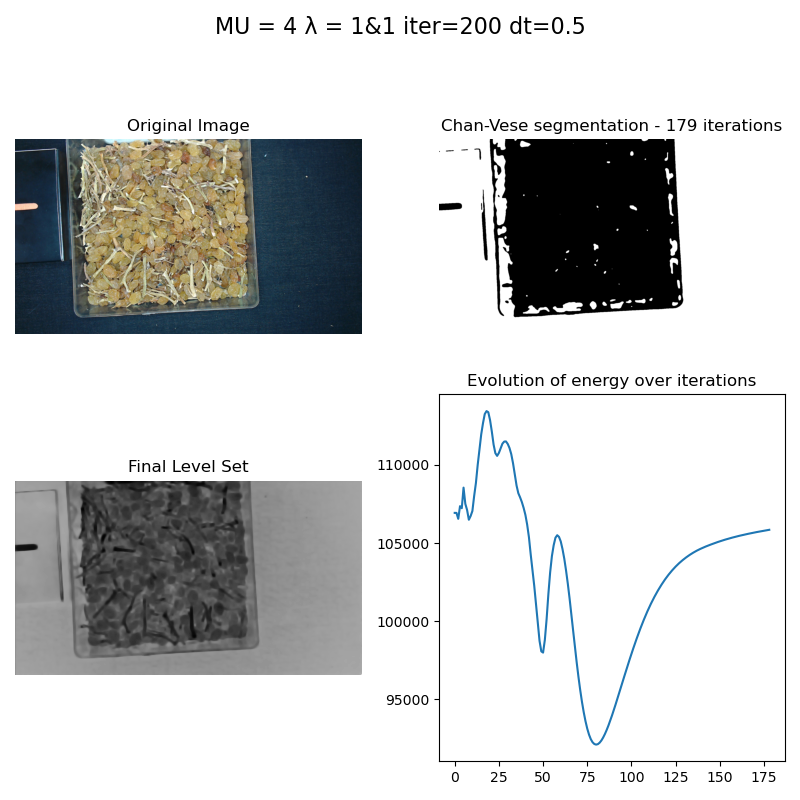 MU = 4 λ = 1&1 iter=200 dt=0.5
Original Image
Chan-Vese segmentation - 179 iterations
Final Level Set
Evolution of energy over iterations
110000
105000
100000
95000
0 25 50 75 100 125 150 175